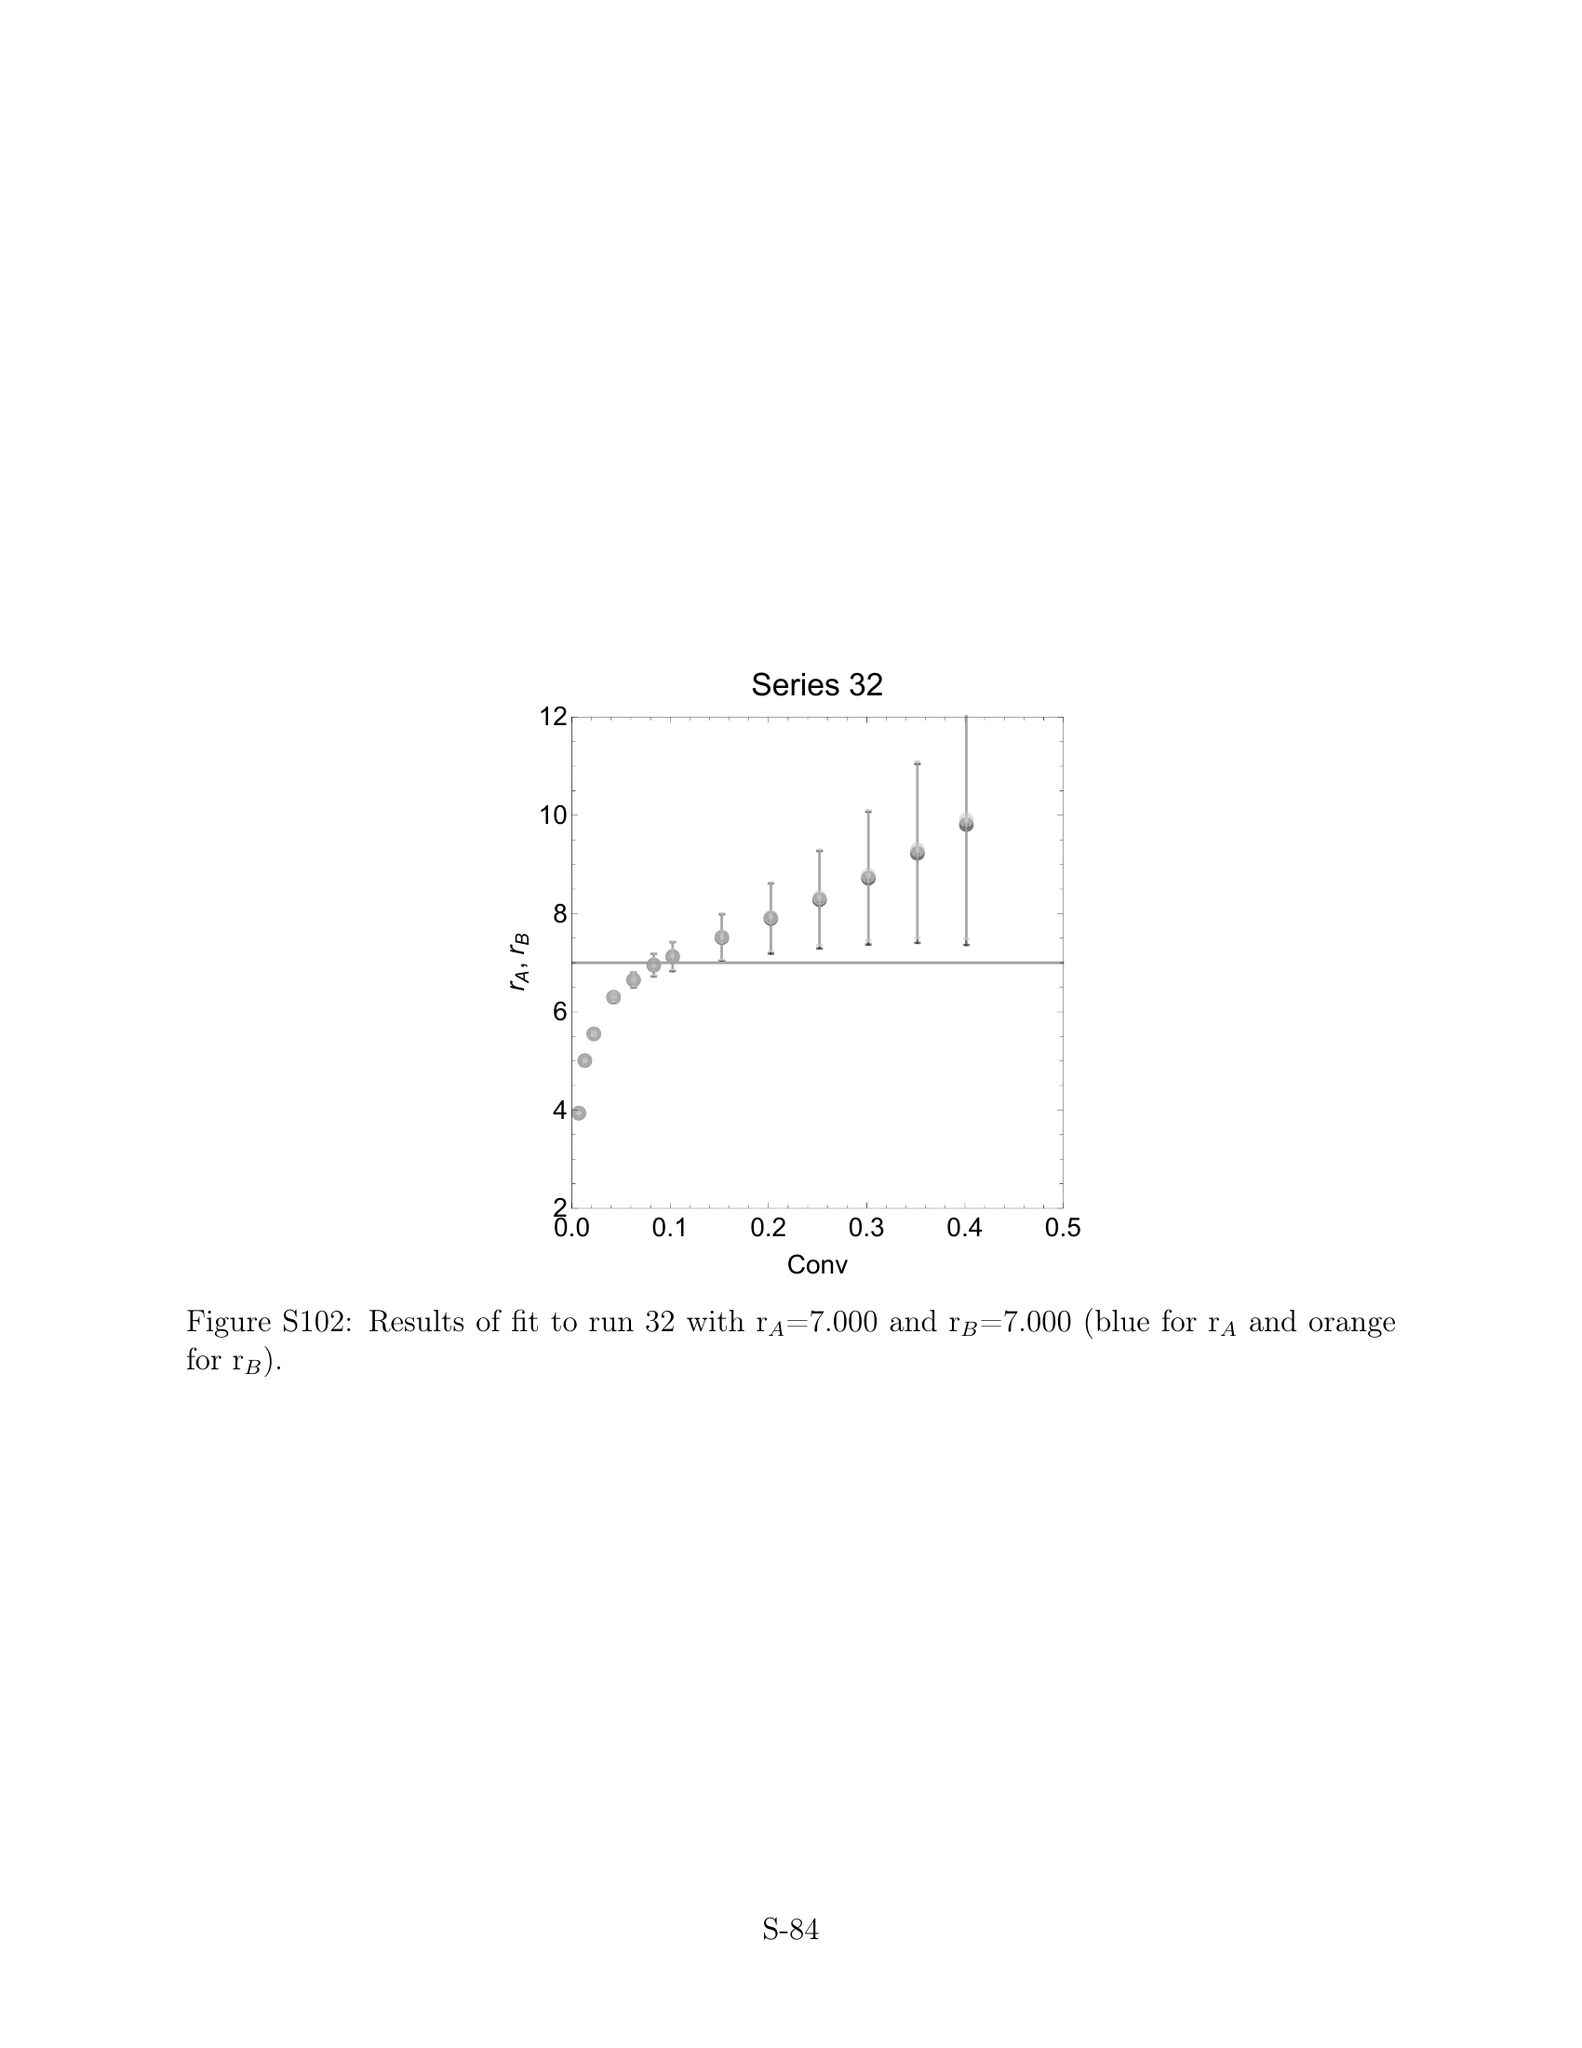 Series 32
12
10
8
6
4
2
r_A, r_B
0.0 0.1 0.2 0.3 0.4 0.5
Conv
Figure S102: Results of fit to run 32 with r_A=7.000 and r_B=7.000 (blue for r_A and orange
for r_B).
S-84